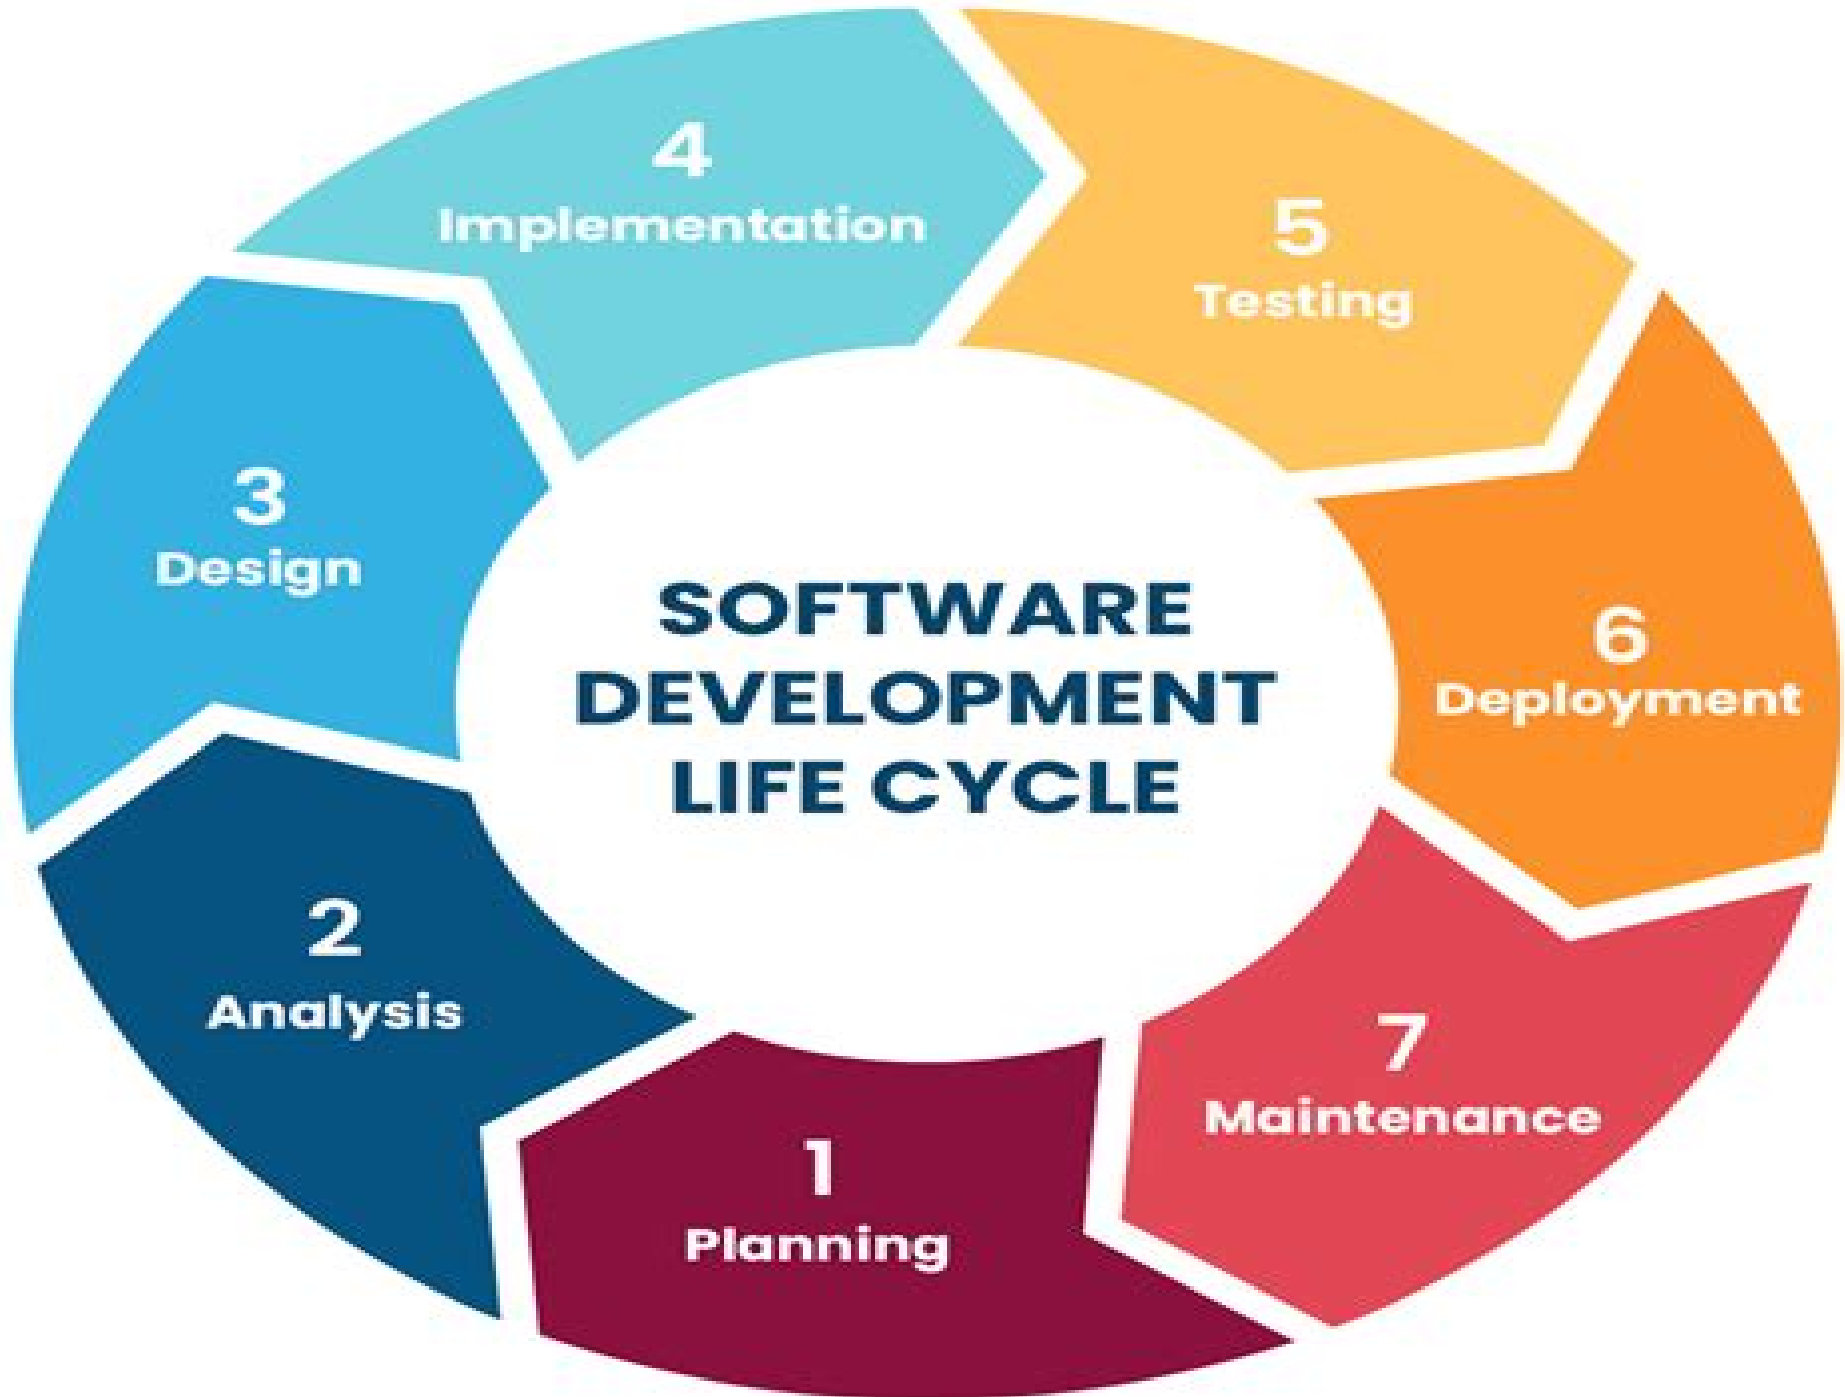 SOFTWARE
DEVELOPMENT
LIFE CYCLE
1
Planning
2
Analysis
3
Design
4
Implementation
5
Testing
6
Deployment
7
Maintenance